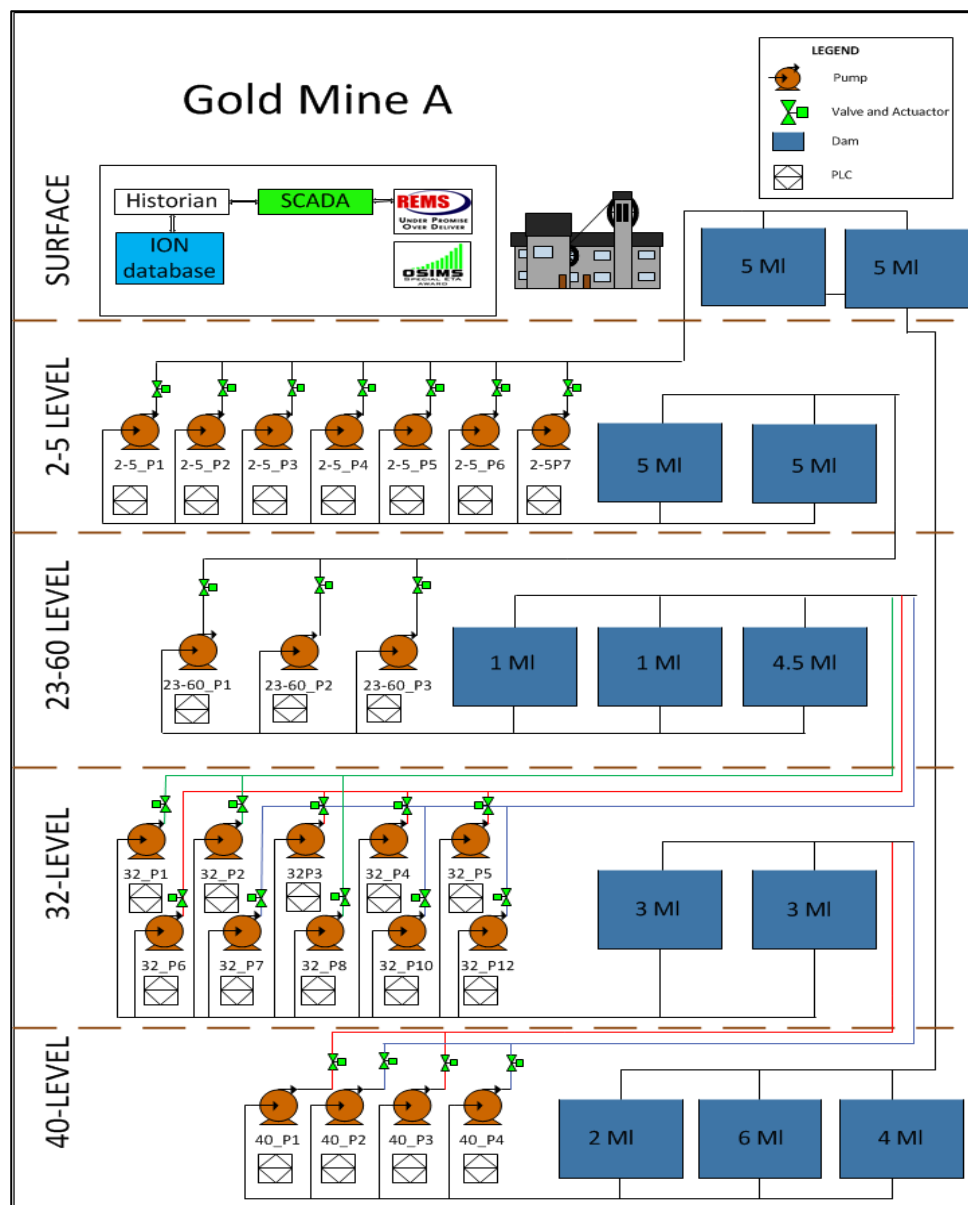 Gold Mine A
LEGEND
Pump
Valve and Actuactor
Dam
PLC
SURFACE
Historian
SCADA
REMS
UNDER PROMISE
OVER DELIVER
ION
database
OSIMS
SPECIAL ETA
AWARD
5 Ml
5 Ml
2-5 LEVEL
2-5_P1
2-5_P2
2-5_P3
2-5_P4
2-5_P5
2-5_P6
2-5P7
5 Ml
5 Ml
23-60 LEVEL
23-60_P1
23-60_P2
23-60_P3
1 Ml
1 Ml
4.5 Ml
32-LEVEL
32_P1
32_P2
32P3
32_P4
32_P5
32_P6
32_P7
32_P8
32_P10
32_P12
3 Ml
3 Ml
40-LEVEL
40_P1
40_P2
40_P3
40_P4
2 Ml
6 Ml
4 Ml